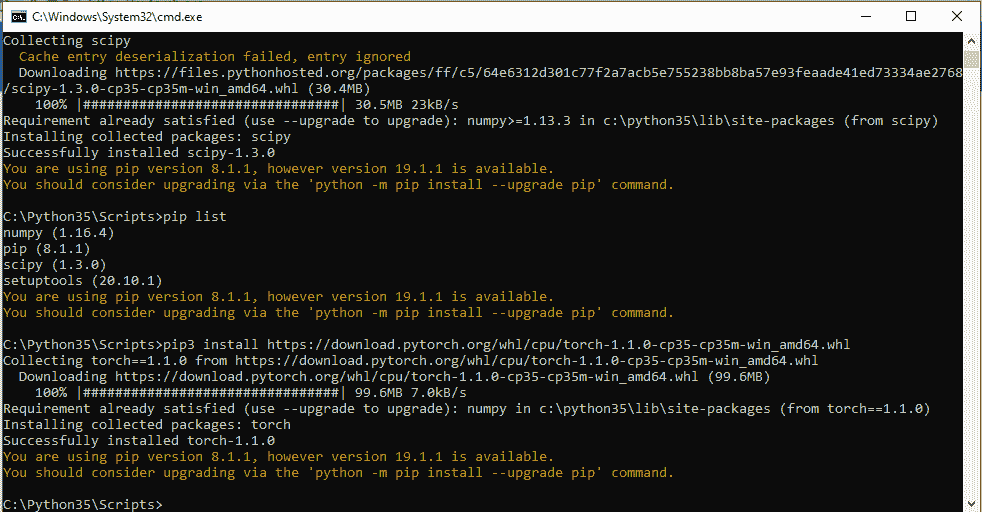 C:\Windows\System32\cmd.exe
Collecting scipy
  Cache entry deserialization failed, entry ignored
  Downloading https://files.pythonhosted.org/packages/ff/c5/64e6312d301c77f2a7acb5e755238bb8ba57e93feaade41ed73334ae2768
/scipy-1.3.0-cp35-cp35m-win_amd64.whl (30.4MB)
    100% |################################| 30.5MB 23kB/s
Requirement already satisfied (use --upgrade to upgrade): numpy>=1.13.3 in c:\python35\lib\site-packages (from scipy)
Installing collected packages: scipy
Successfully installed scipy-1.3.0
You are using pip version 8.1.1, however version 19.1.1 is available.
You should consider upgrading via the 'python -m pip install --upgrade pip' command.
C:\Python35\Scripts>pip list
numpy (1.16.4)
pip (8.1.1)
scipy (1.3.0)
setuptools (20.10.1)
You are using pip version 8.1.1, however version 19.1.1 is available.
You should consider upgrading via the 'python -m pip install --upgrade pip' command.
C:\Python35\Scripts>pip3 install https://download.pytorch.org/whl/cpu/torch-1.1.0-cp35-cp35m-win_amd64.whl
Collecting torch==1.1.0 from https://download.pytorch.org/whl/cpu/torch-1.1.0-cp35-cp35m-win_amd64.whl
  Downloading https://download.pytorch.org/whl/cpu/torch-1.1.0-cp35-cp35m-win_amd64.whl (99.6MB)
    100% |################################| 99.6MB 7.0kB/s
Requirement already satisfied (use --upgrade to upgrade): numpy in c:\python35\lib\site-packages (from torch==1.1.0)
Installing collected packages: torch
Successfully installed torch-1.1.0
You are using pip version 8.1.1, however version 19.1.1 is available.
You should consider upgrading via the 'python -m pip install --upgrade pip' command.
C:\Python35\Scripts>